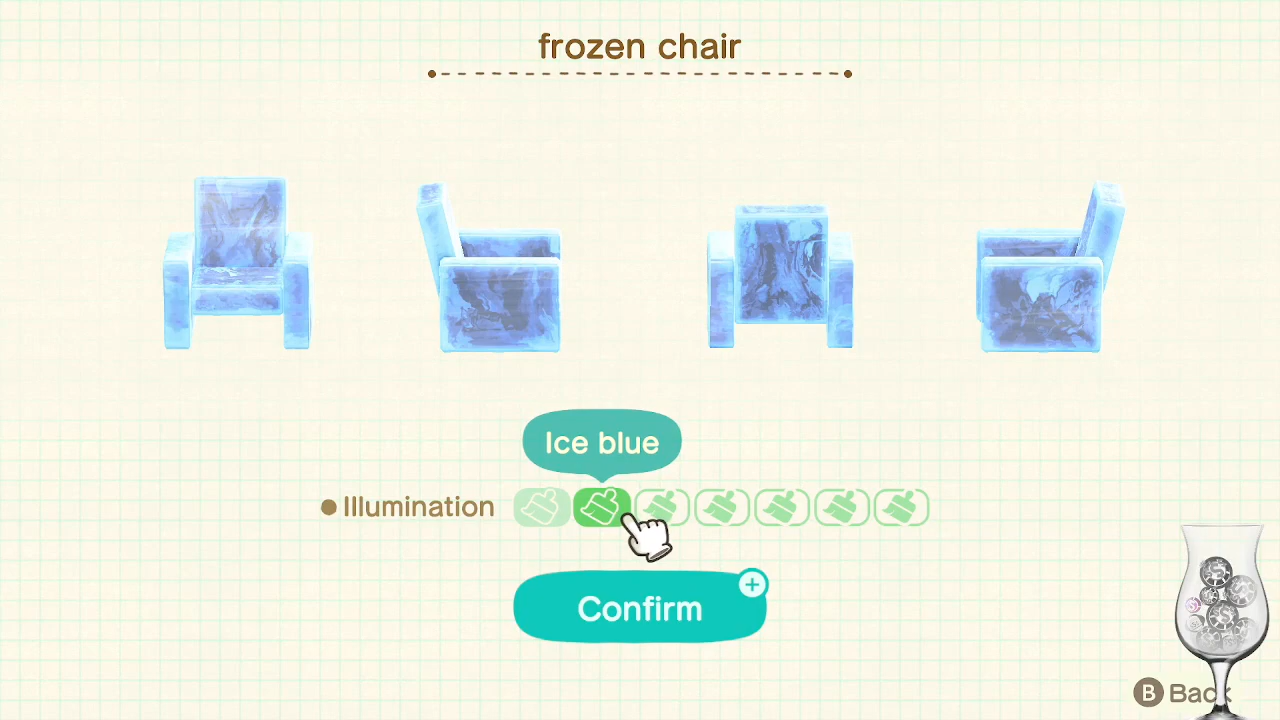 frozen chair
Ice blue
Illumination
Confirm
B Back